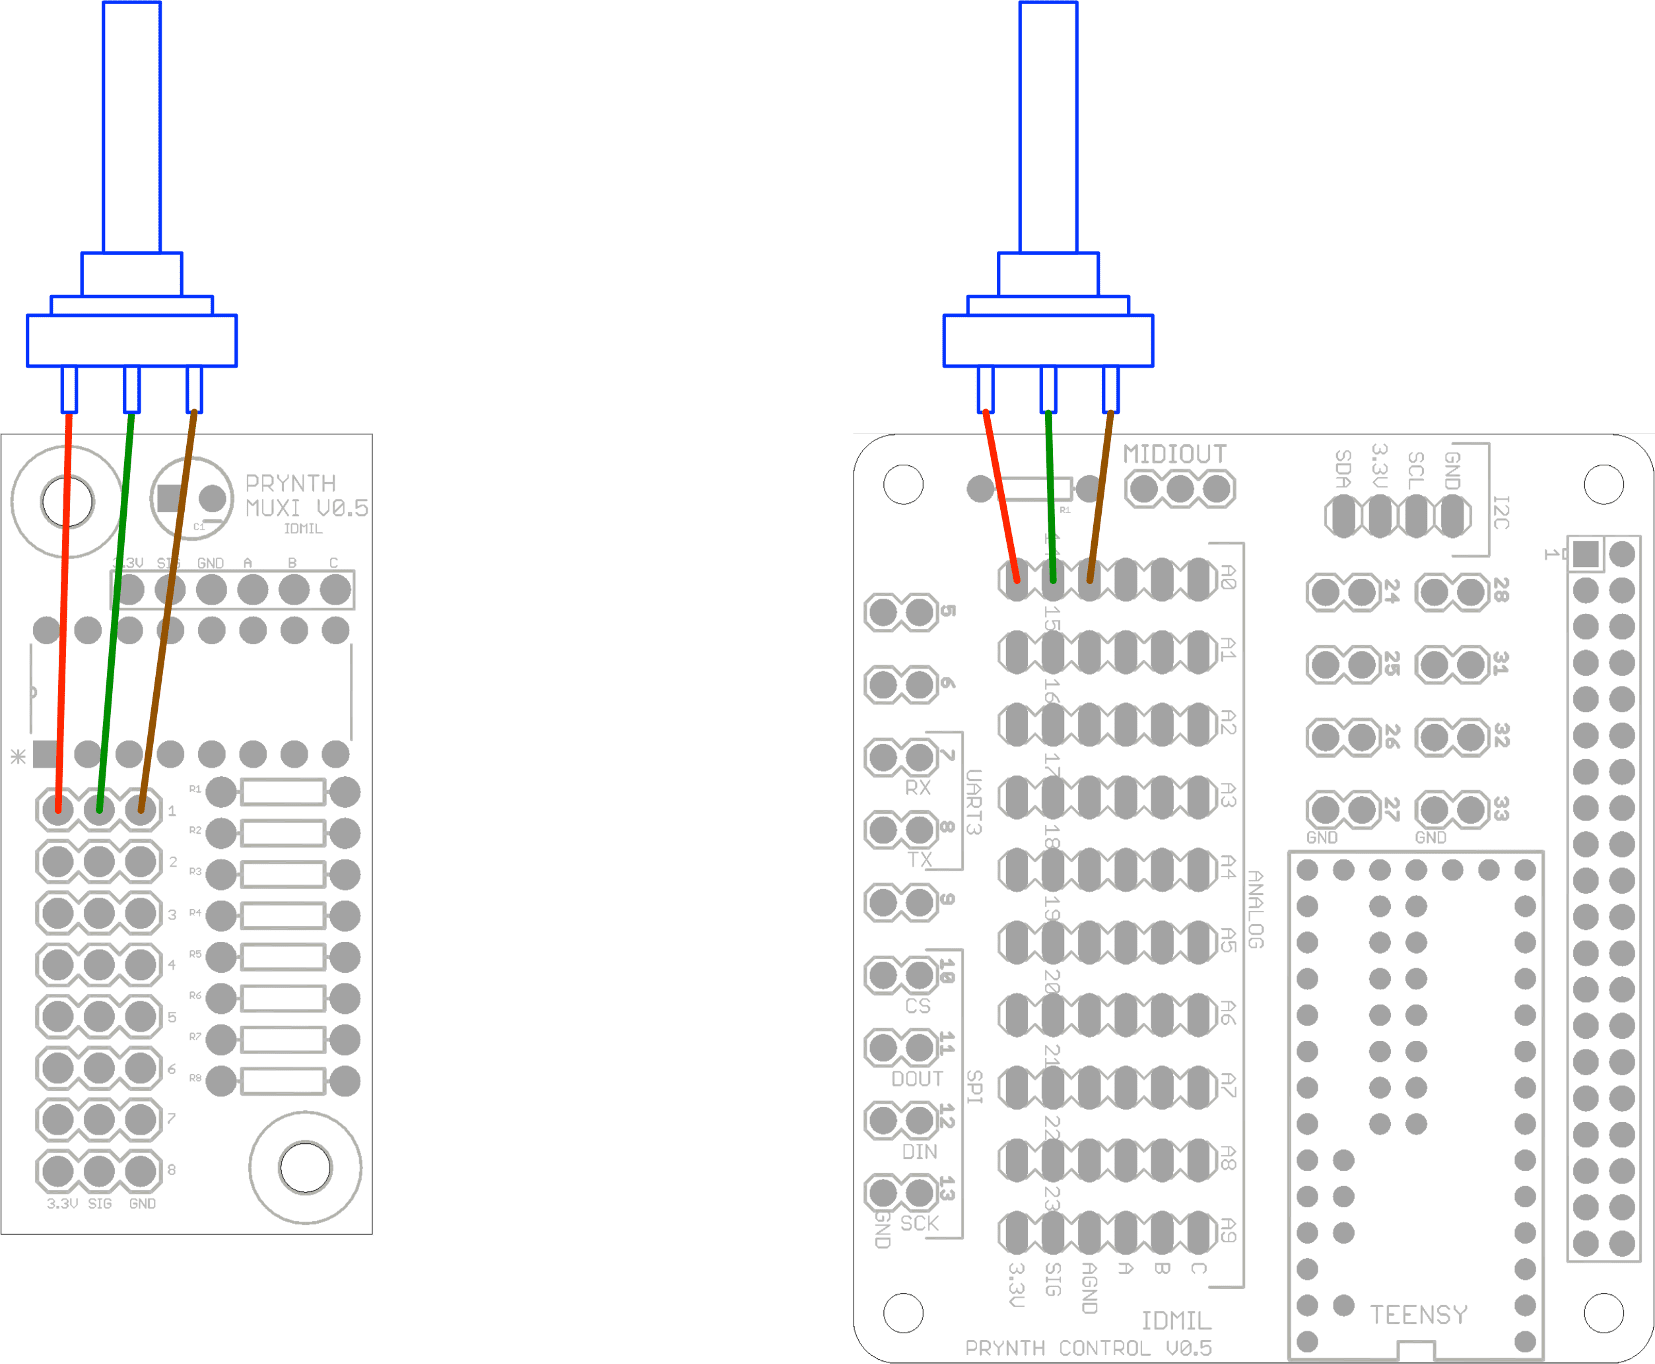 PRYNTH
MUXI V0.5
IDMIL
C1
3.3V SIG GND A B C
*
R1
1
R2
2
R3
3
R4
4
R5
5
R6
6
R7
7
R8
8
3.3V SIG GND
MIDIOUT
R1
SDA
3.3V
SCL
GND
I2C
1
14
A0
5
15
A1
6
16
A2
7
RX
17
A3
UART3
8
TX
18
A4
9
19
A5
ANALOG
10
CS
20
A6
11
DOUT
21
A7
SPI
12
DIN
22
A8
13
SCK
GND
23
A9
3.3V
SIG
AGND
A
B
C
24
28
25
31
26
32
27
33
GND
GND
TEENSY
IDMIL
PRYNTH CONTROL V0.5